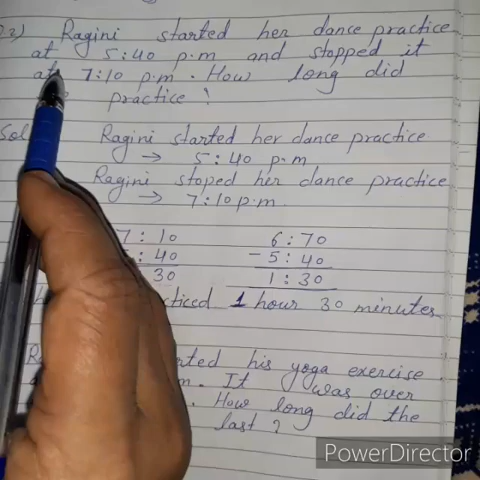 3) Ragini started her dance practice
at 5:40 p.m and stopped it
at 7:10 p.m. How long did
practice ?
Sol Ragini started her dance practice
→ 5:40 p.m
Ragini stoped her dance practice
→ 7:10 p.m.
7 : 10 6 : 70
: 40 - 5 : 40
30 1 : 30
ticed 1 hour 30 minutes
rted his yoga exercise
m. It was over
. How long did the
last ?
PowerDirector